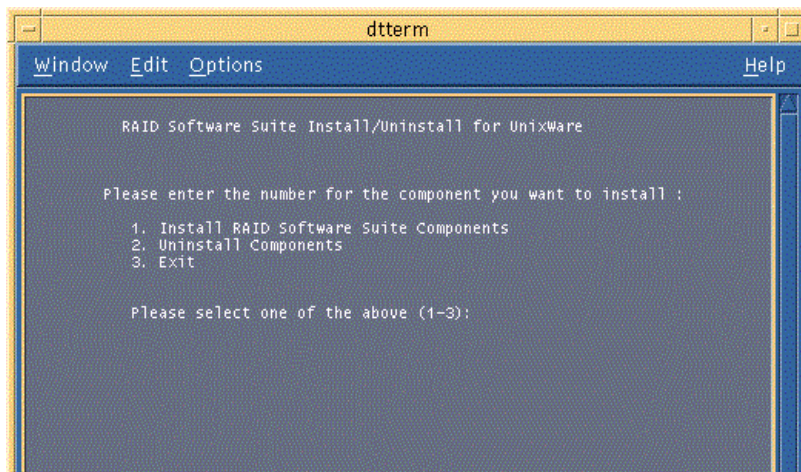 dtterm
Window Edit Options Help
RAID Software Suite Install/Uninstall for UnixWare
Please enter the number for the component you want to install :
1. Install RAID Software Suite Components
2. Uninstall Components
3. Exit
Please select one of the above (1-3):